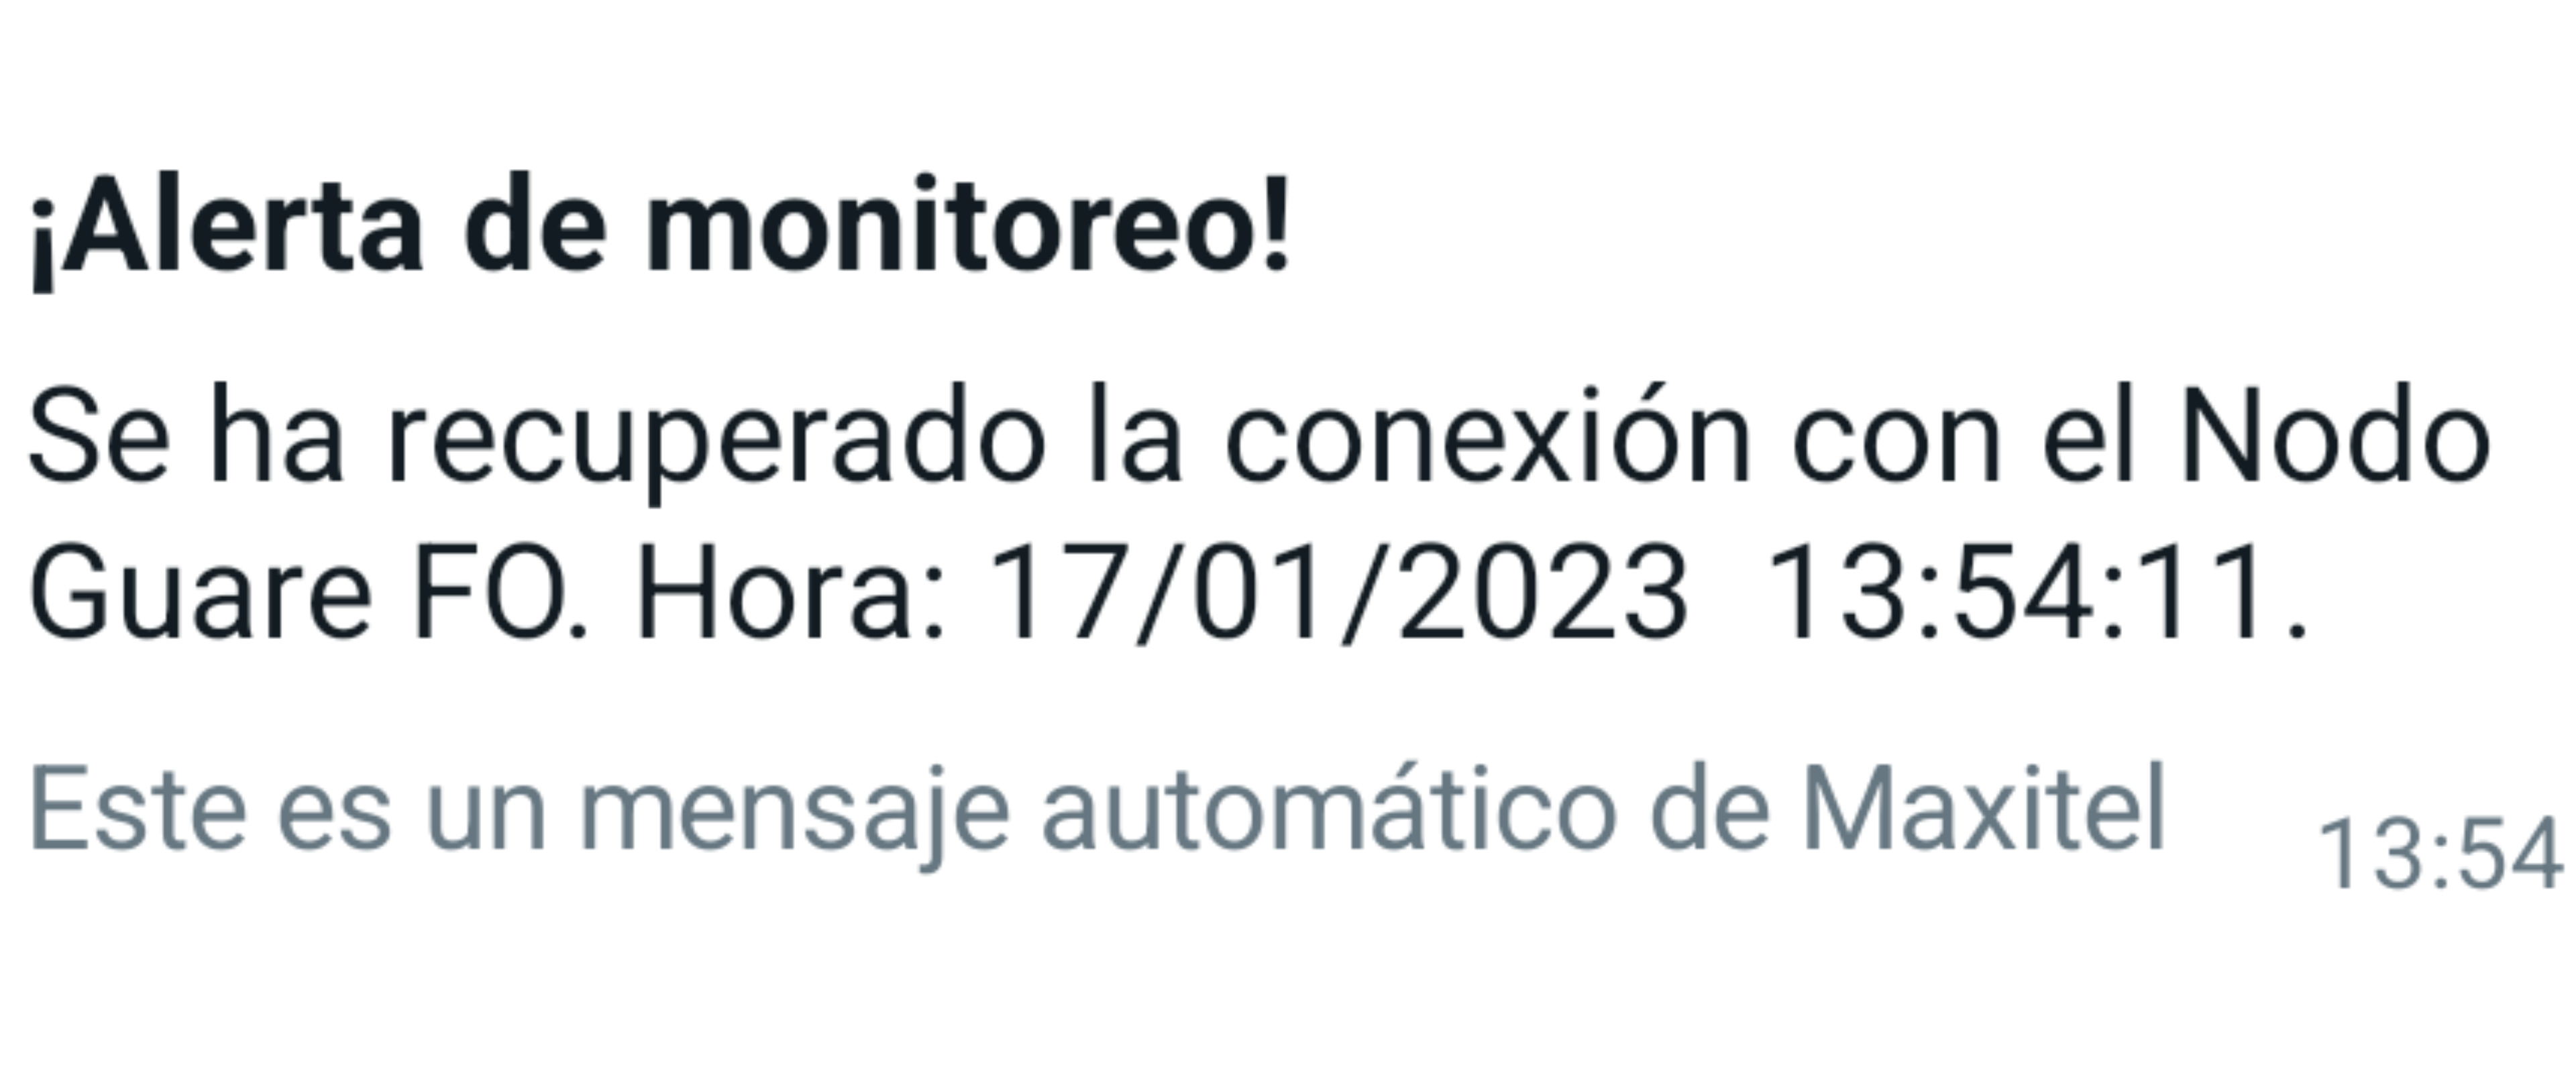 ¡Alerta de monitoreo!
Se ha recuperado la conexión con el Nodo
Guare FO. Hora: 17/01/2023  13:54:11.
Este es un mensaje automático de Maxitel
13:54